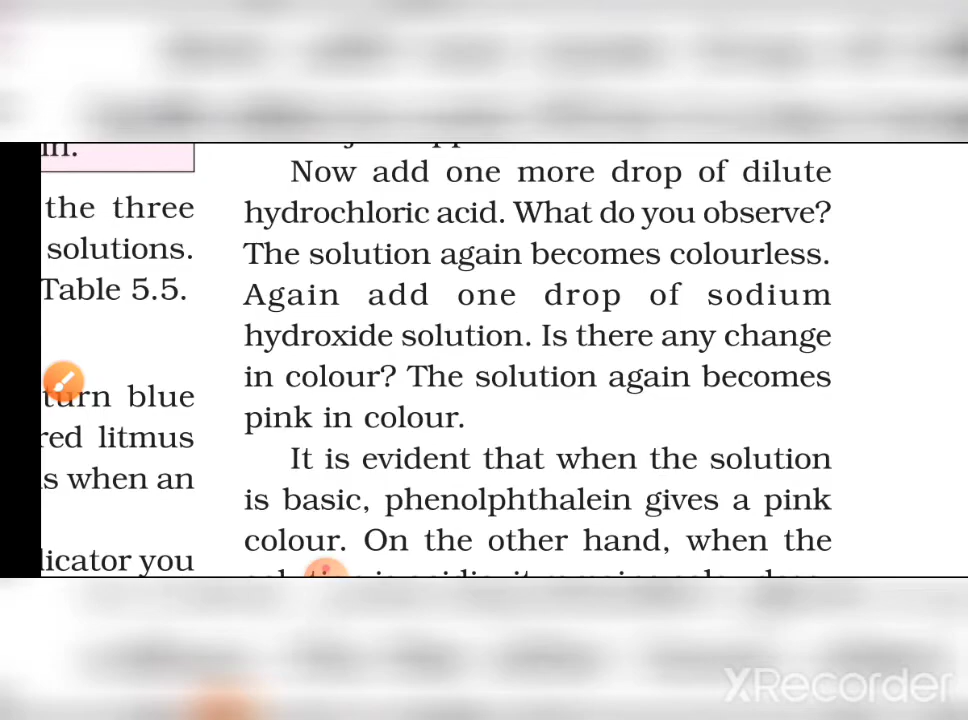 in.
the three
solutions.
Table 5.5.
turn blue
red litmus
s when an
dicator you
Now add one more drop of dilute
hydrochloric acid. What do you observe?
The solution again becomes colourless.
Again add one drop of sodium
hydroxide solution. Is there any change
in colour? The solution again becomes
pink in colour.
It is evident that when the solution
is basic, phenolphthalein gives a pink
colour. On the other hand, when the
XRecorder